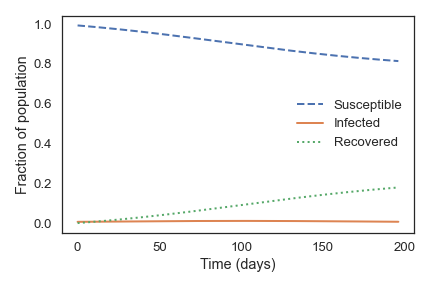 1.0
0.8
0.6
0.4
0.2
0.0
Fraction of population
Susceptible
Infected
Recovered
0 50 100 150 200
Time (days)